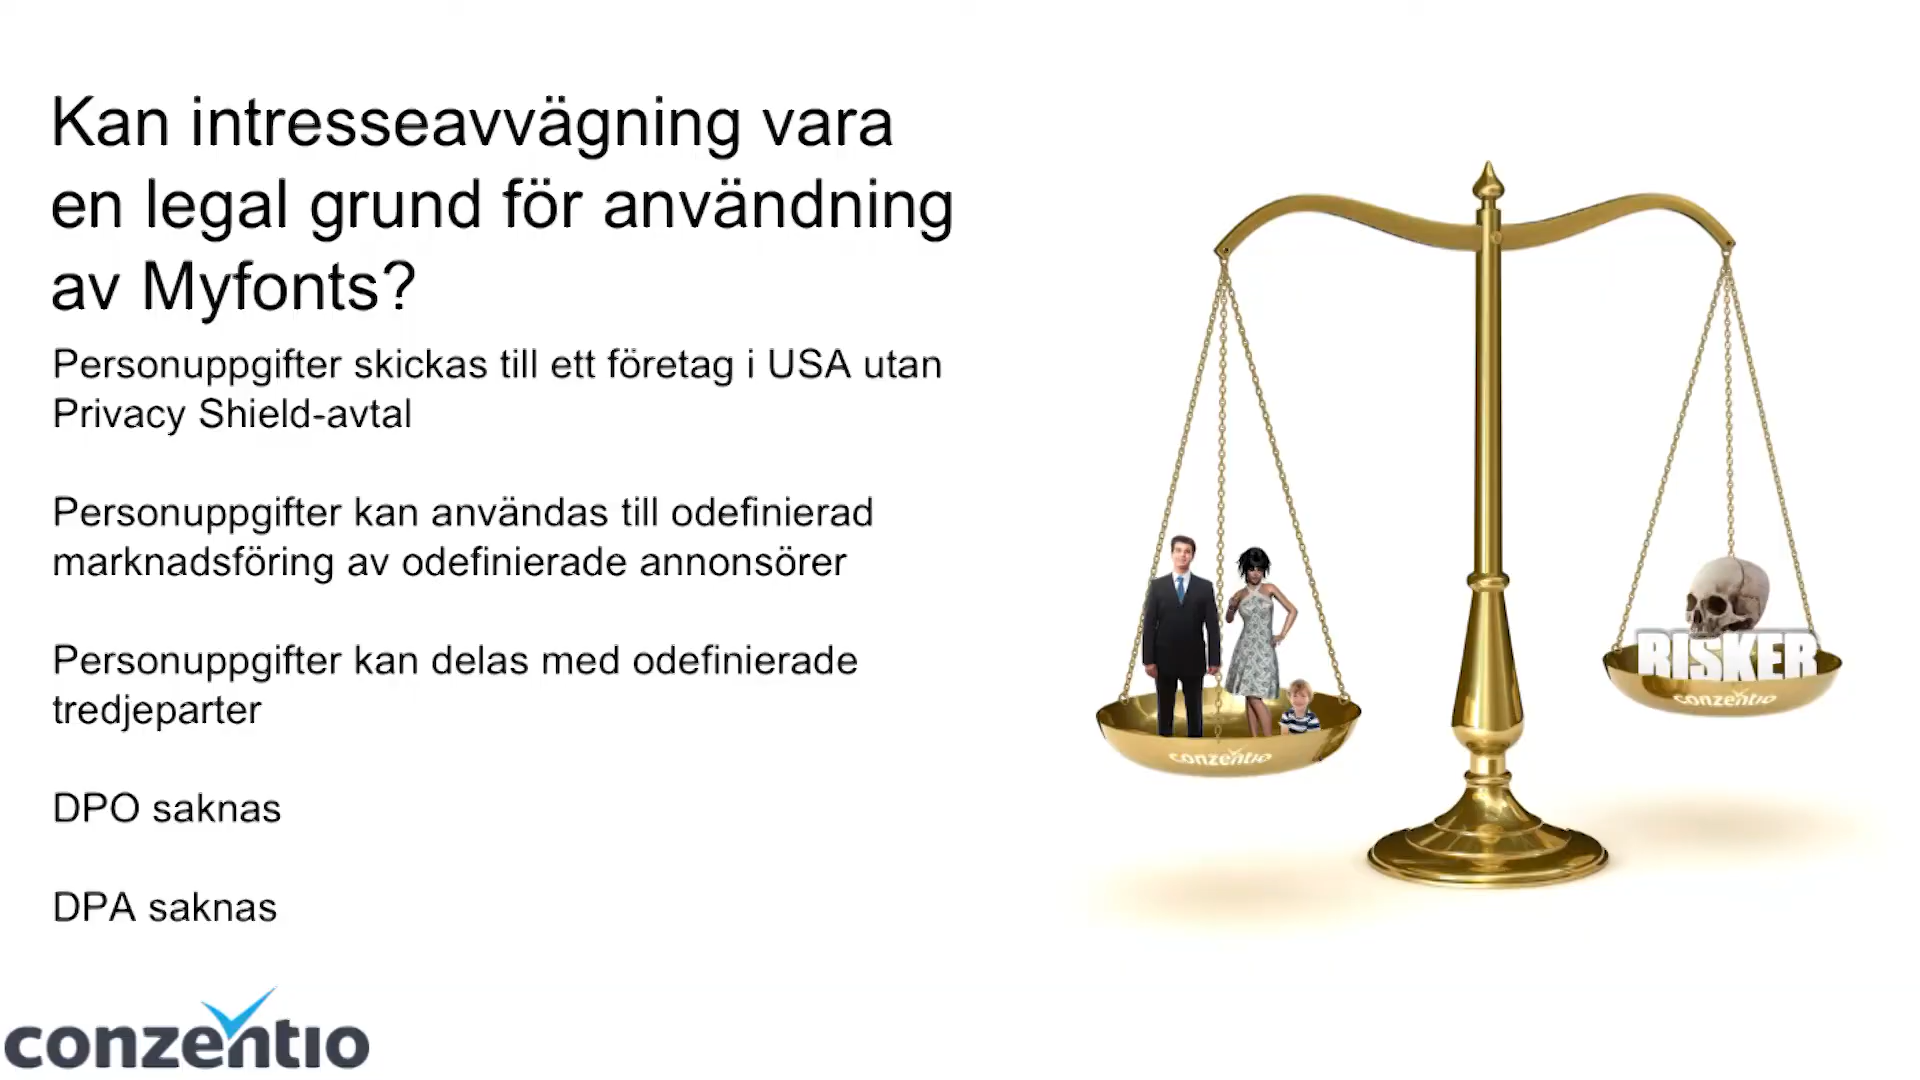 Kan intresseavvägning vara
en legal grund för användning
av Myfonts?
Personuppgifter skickas till ett företag i USA utan
Privacy Shield-avtal
Personuppgifter kan användas till odefinierad
marknadsföring av odefinierade annonsörer
Personuppgifter kan delas med odefinierade
tredjeparter
DPO saknas
DPA saknas
conzentio
RISKER
conzentio
conzentio